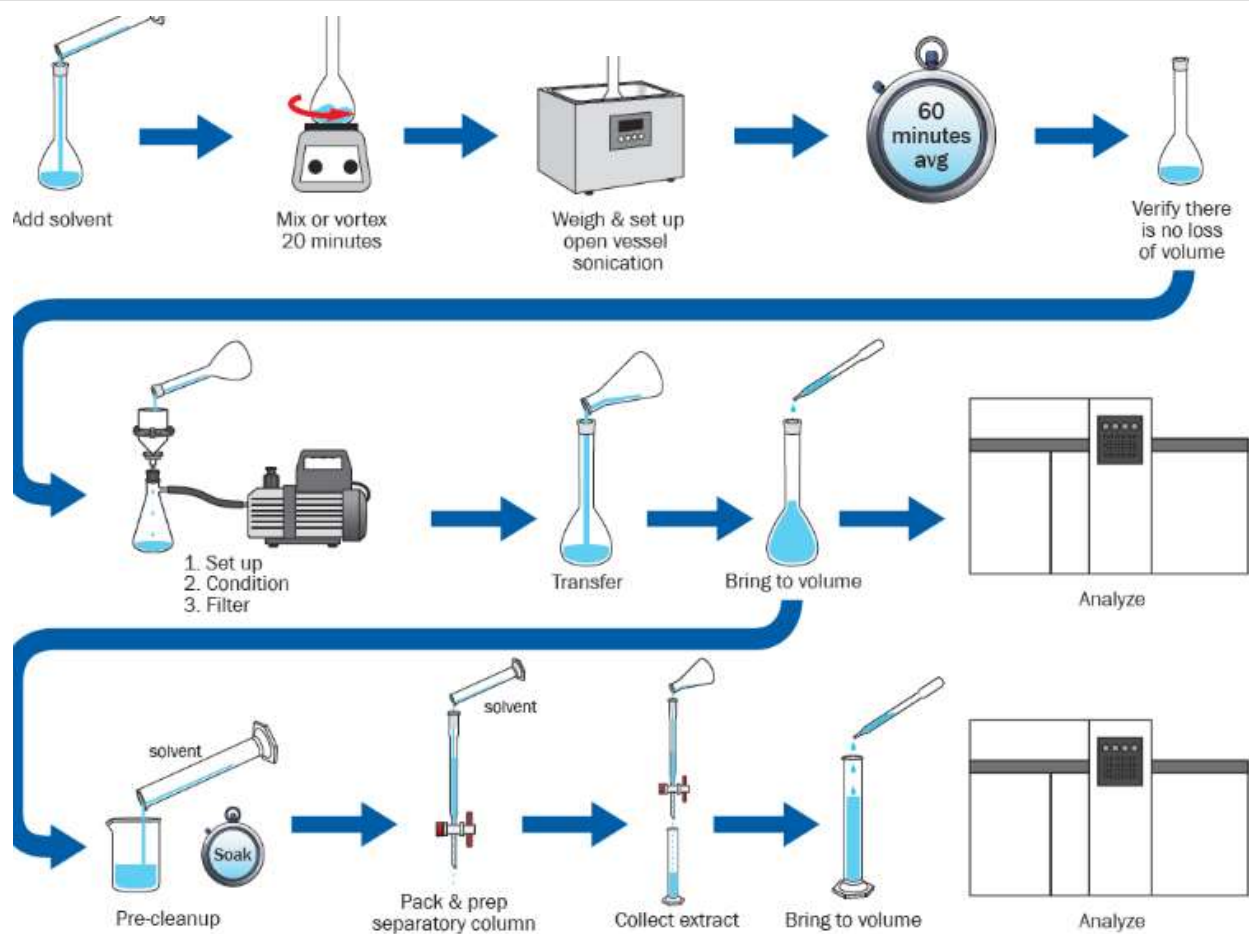 60
minutes
avg
Add solvent
Mix or vortex
20 minutes
Weigh & set up
open vessel
sonication
Verify there
is no loss
of volume
1. Set up
2. Condition
3. Filter
Transfer
Bring to volume
Analyze
solvent
Soak
Pre-cleanup
solvent
Pack & prep
separatory column
Collect extract
Bring to volume
Analyze